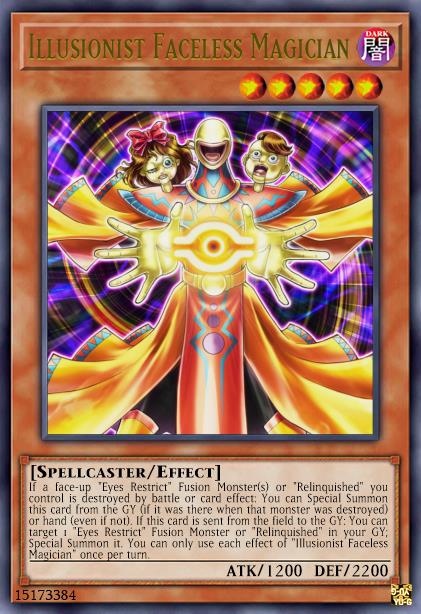 Illusionist Faceless Magician
DARK
闇
[Spellcaster/Effect]
If a face-up "Eyes Restrict" Fusion Monster(s) or "Relinquished" you
control is destroyed by battle or card effect: You can Special Summon
this card from the GY (if it was there when that monster was destroyed)
or hand (even if not). If this card is sent from the field to the GY: You can
target 1 "Eyes Restrict" Fusion Monster or "Relinquished" in your GY;
Special Summon it. You can only use each effect of "Illusionist Faceless
Magician" once per turn.
ATK/1200 DEF/2200
15173384